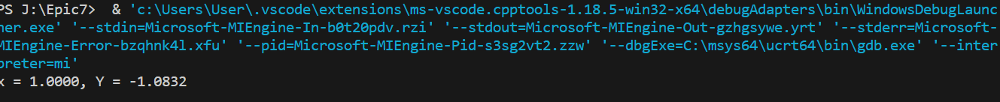 PS J:\Epic7>  & 'c:\Users\User\.vscode\extensions\ms-vscode.cpptools-1.18.5-win32-x64\debugAdapters\bin\WindowsDebugLaunc
her.exe' '--stdin=Microsoft-MIEngine-In-b0t20pdv.rzi' '--stdout=Microsoft-MIEngine-Out-gzhgsywe.yrt' '--stderr=Microsoft-
MIEngine-Error-bzqhnk4l.xfu' '--pid=Microsoft-MIEngine-Pid-s3sg2vt2.zzw' '--dbgExe=C:\msys64\ucrt64\bin\gdb.exe' '--inter
preter=mi'
x = 1.0000, Y = -1.0832